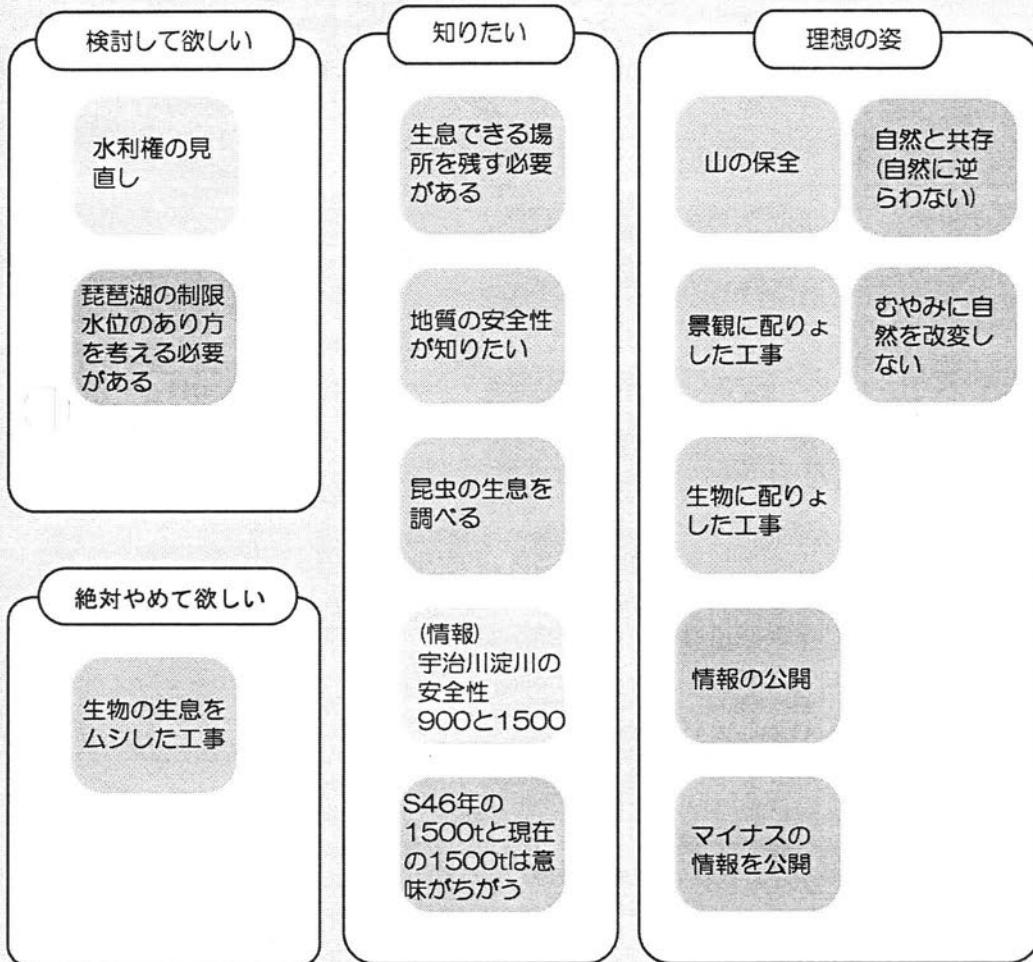 検討して欲しい
水利権の見
直し
琵琶湖の制限
水位のあり方
を考える必要
がある
絶対やめて欲しい
生物の生息を
ムシした工事
知りたい
生息できる場
所を残す必要
がある
地質の安全性
が知りたい
昆虫の生息を
調べる
(情報)
宇治川淀川の
安全性
900と1500
S46年の
1500tと現在
の1500tは意
味がちがう
理想の姿
山の保全
自然と共存
(自然に逆
らわない)
景観に配りょ
した工事
むやみに自
然を改変し
ない
生物に配りょ
した工事
情報の公開
マイナスの
情報を公開